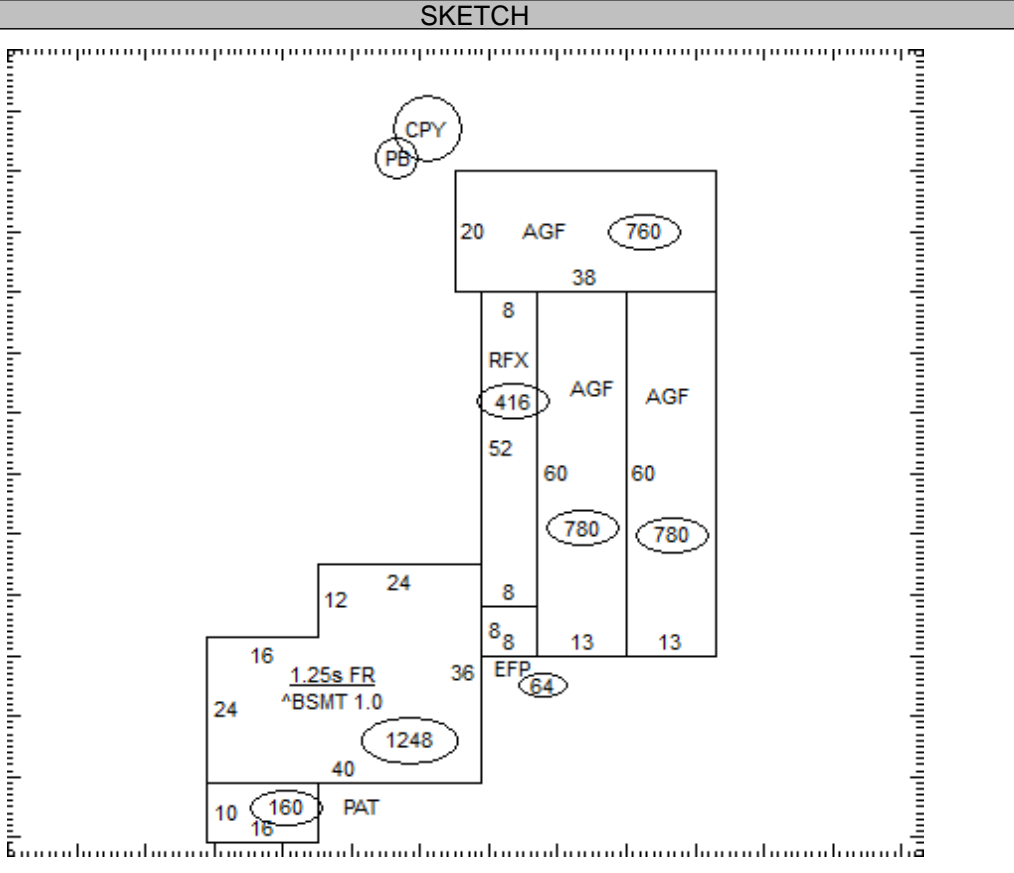 SKETCH
CPY
PB
20 AGF 760
38
8
RFX
AGF AGF
416
52
60 60
780 780
8
24
12
8
8 13 13
16
36 EFP
1.25s FR
64
^BSMT 1.0
24
1248
40
10 160 PAT
16